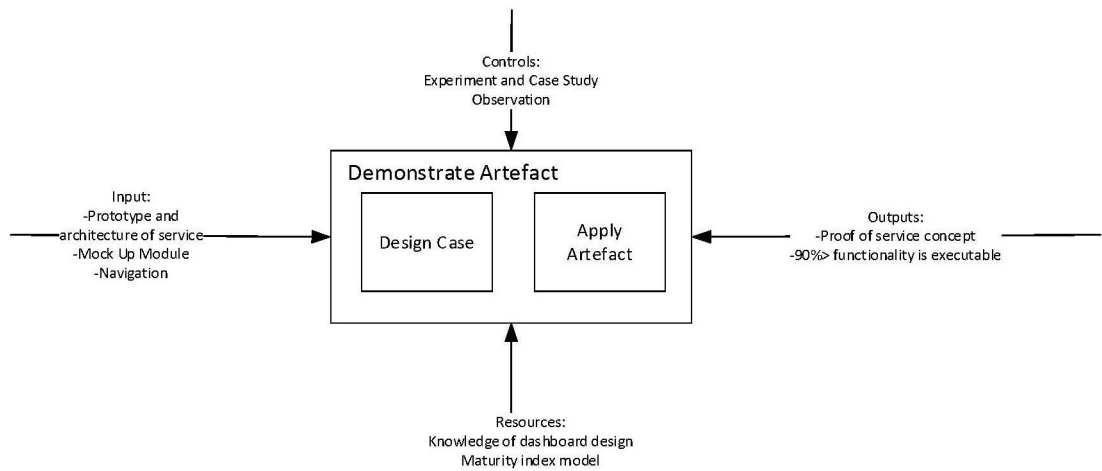 Controls:
Experiment and Case Study
Observation
Demonstrate Artefact
Input:
-Prototype and
architecture of service
-Mock Up Module
-Navigation
Design Case
Apply
Artefact
Outputs:
-Proof of service concept
-90%> functionality is executable
Resources:
Knowledge of dashboard design
Maturity index model